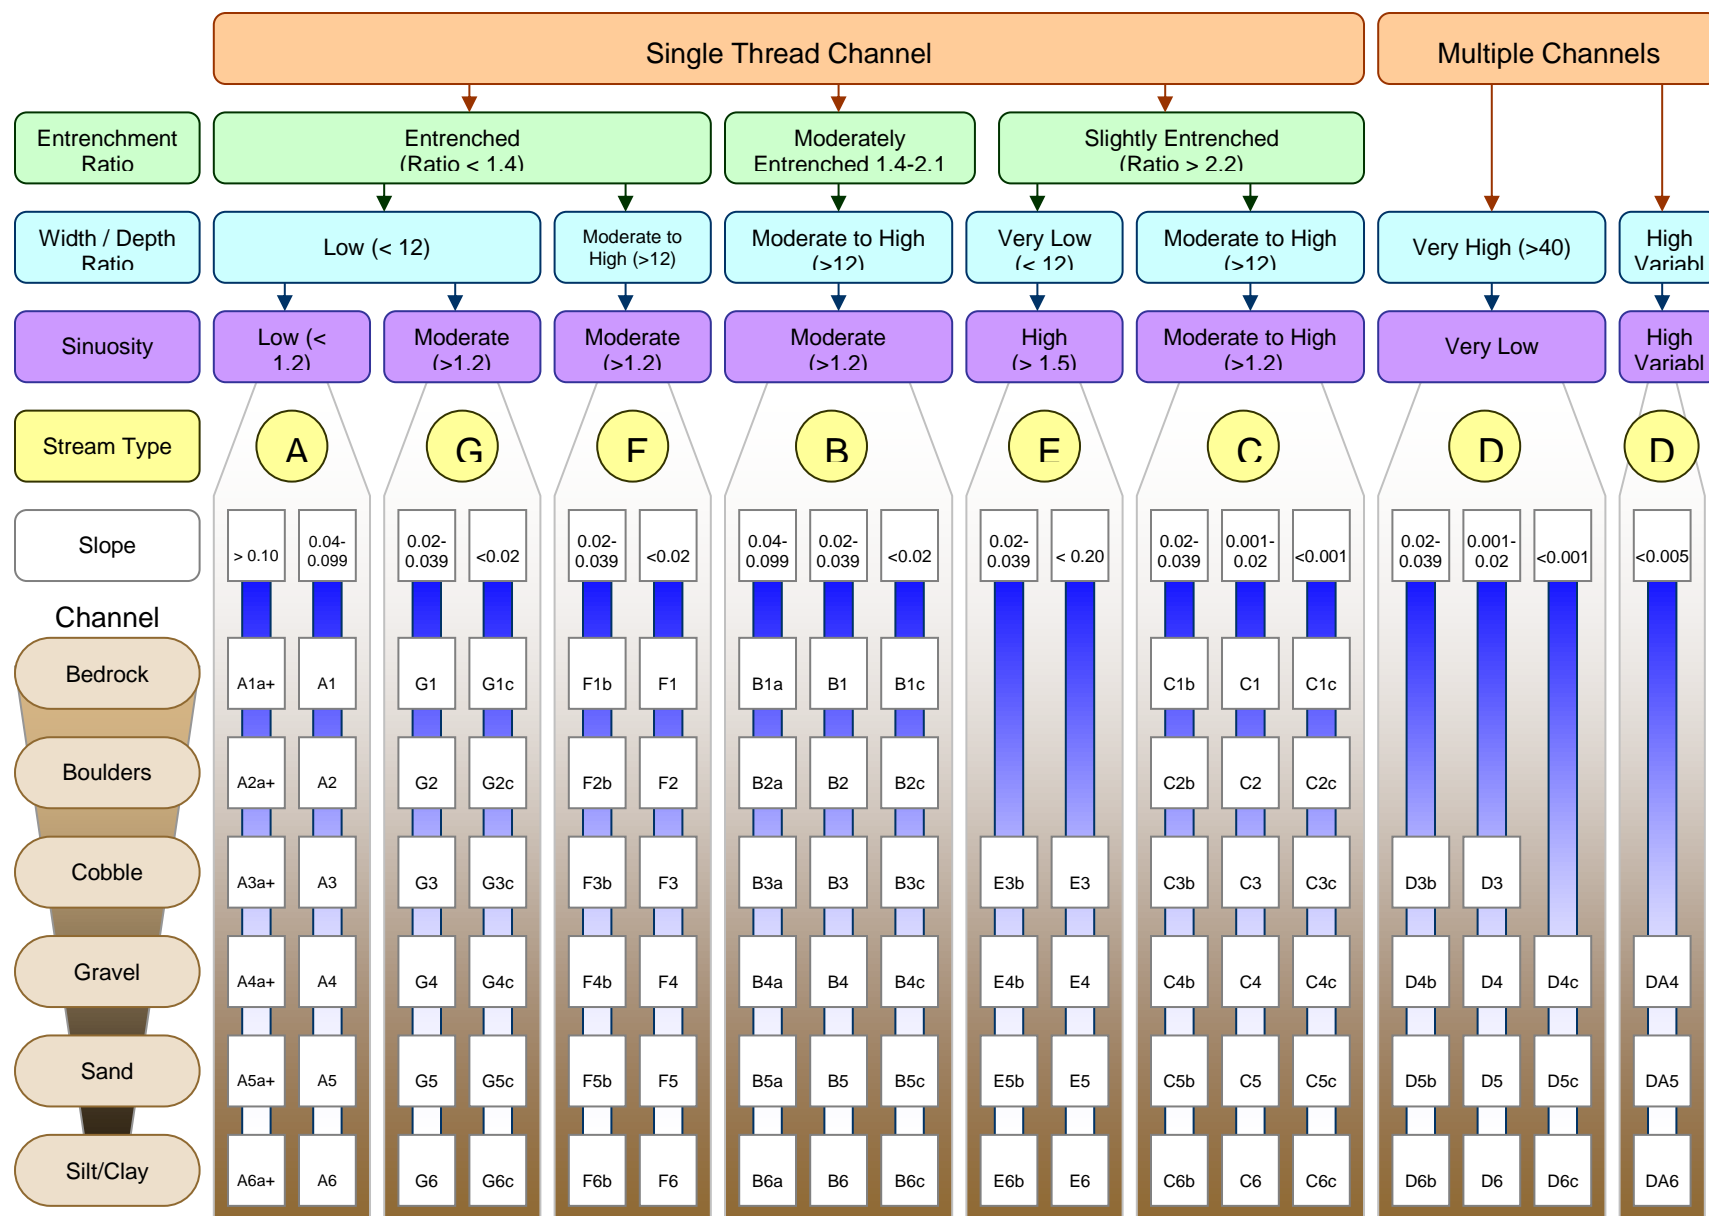 Single Thread Channel
Multiple Channels
Entrenchment
Ratio
Entrenched
(Ratio < 1.4)
Moderately
Entrenched 1.4-2.1
Slightly Entrenched
(Ratio > 2.2)
Width / Depth
Ratio
Low (< 12)
Moderate to
High (>12)
Moderate to High
(>12)
Very Low
(< 12)
Moderate to High
(>12)
Very High (>40)
High
Variabl
Sinuosity
Low (<
1.2)
Moderate
(>1.2)
Moderate
(>1.2)
Moderate
(>1.2)
High
(> 1.5)
Moderate to High
(>1.2)
Very Low
High
Variabl
Stream Type
A
G
F
B
E
C
D
D
Slope
> 0.10
0.04-
0.099
0.02-
0.039
<0.02
0.02-
0.039
<0.02
0.04-
0.099
0.02-
0.039
<0.02
0.02-
0.039
< 0.20
0.02-
0.039
0.001-
0.02
<0.001
0.02-
0.039
0.001-
0.02
<0.001
<0.005
Channel
Bedrock
A1a+ A1 G1 G1c F1b F1 B1a B1 B1c C1b C1 C1c
Boulders
A2a+ A2 G2 G2c F2b F2 B2a B2 B2c C2b C2 C2c
Cobble
A3a+ A3 G3 G3c F3b F3 B3a B3 B3c E3b E3 C3b C3 C3c D3b D3
Gravel
A4a+ A4 G4 G4c F4b F4 B4a B4 B4c E4b E4 C4b C4 C4c D4b D4 D4c DA4
Sand
A5a+ A5 G5 G5c F5b F5 B5a B5 B5c E5b E5 C5b C5 C5c D5b D5 D5c DA5
Silt/Clay
A6a+ A6 G6 G6c F6b F6 B6a B6 B6c E6b E6 C6b C6 C6c D6b D6 D6c DA6